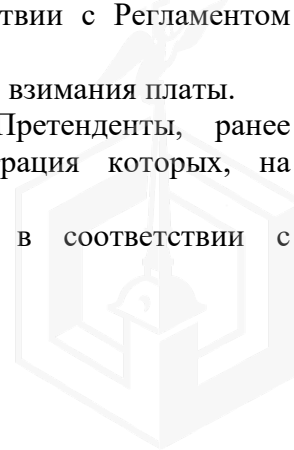 ствии с Регламентом
взимания платы.
Претенденты, ранее
рация которых, на
в соответствии с